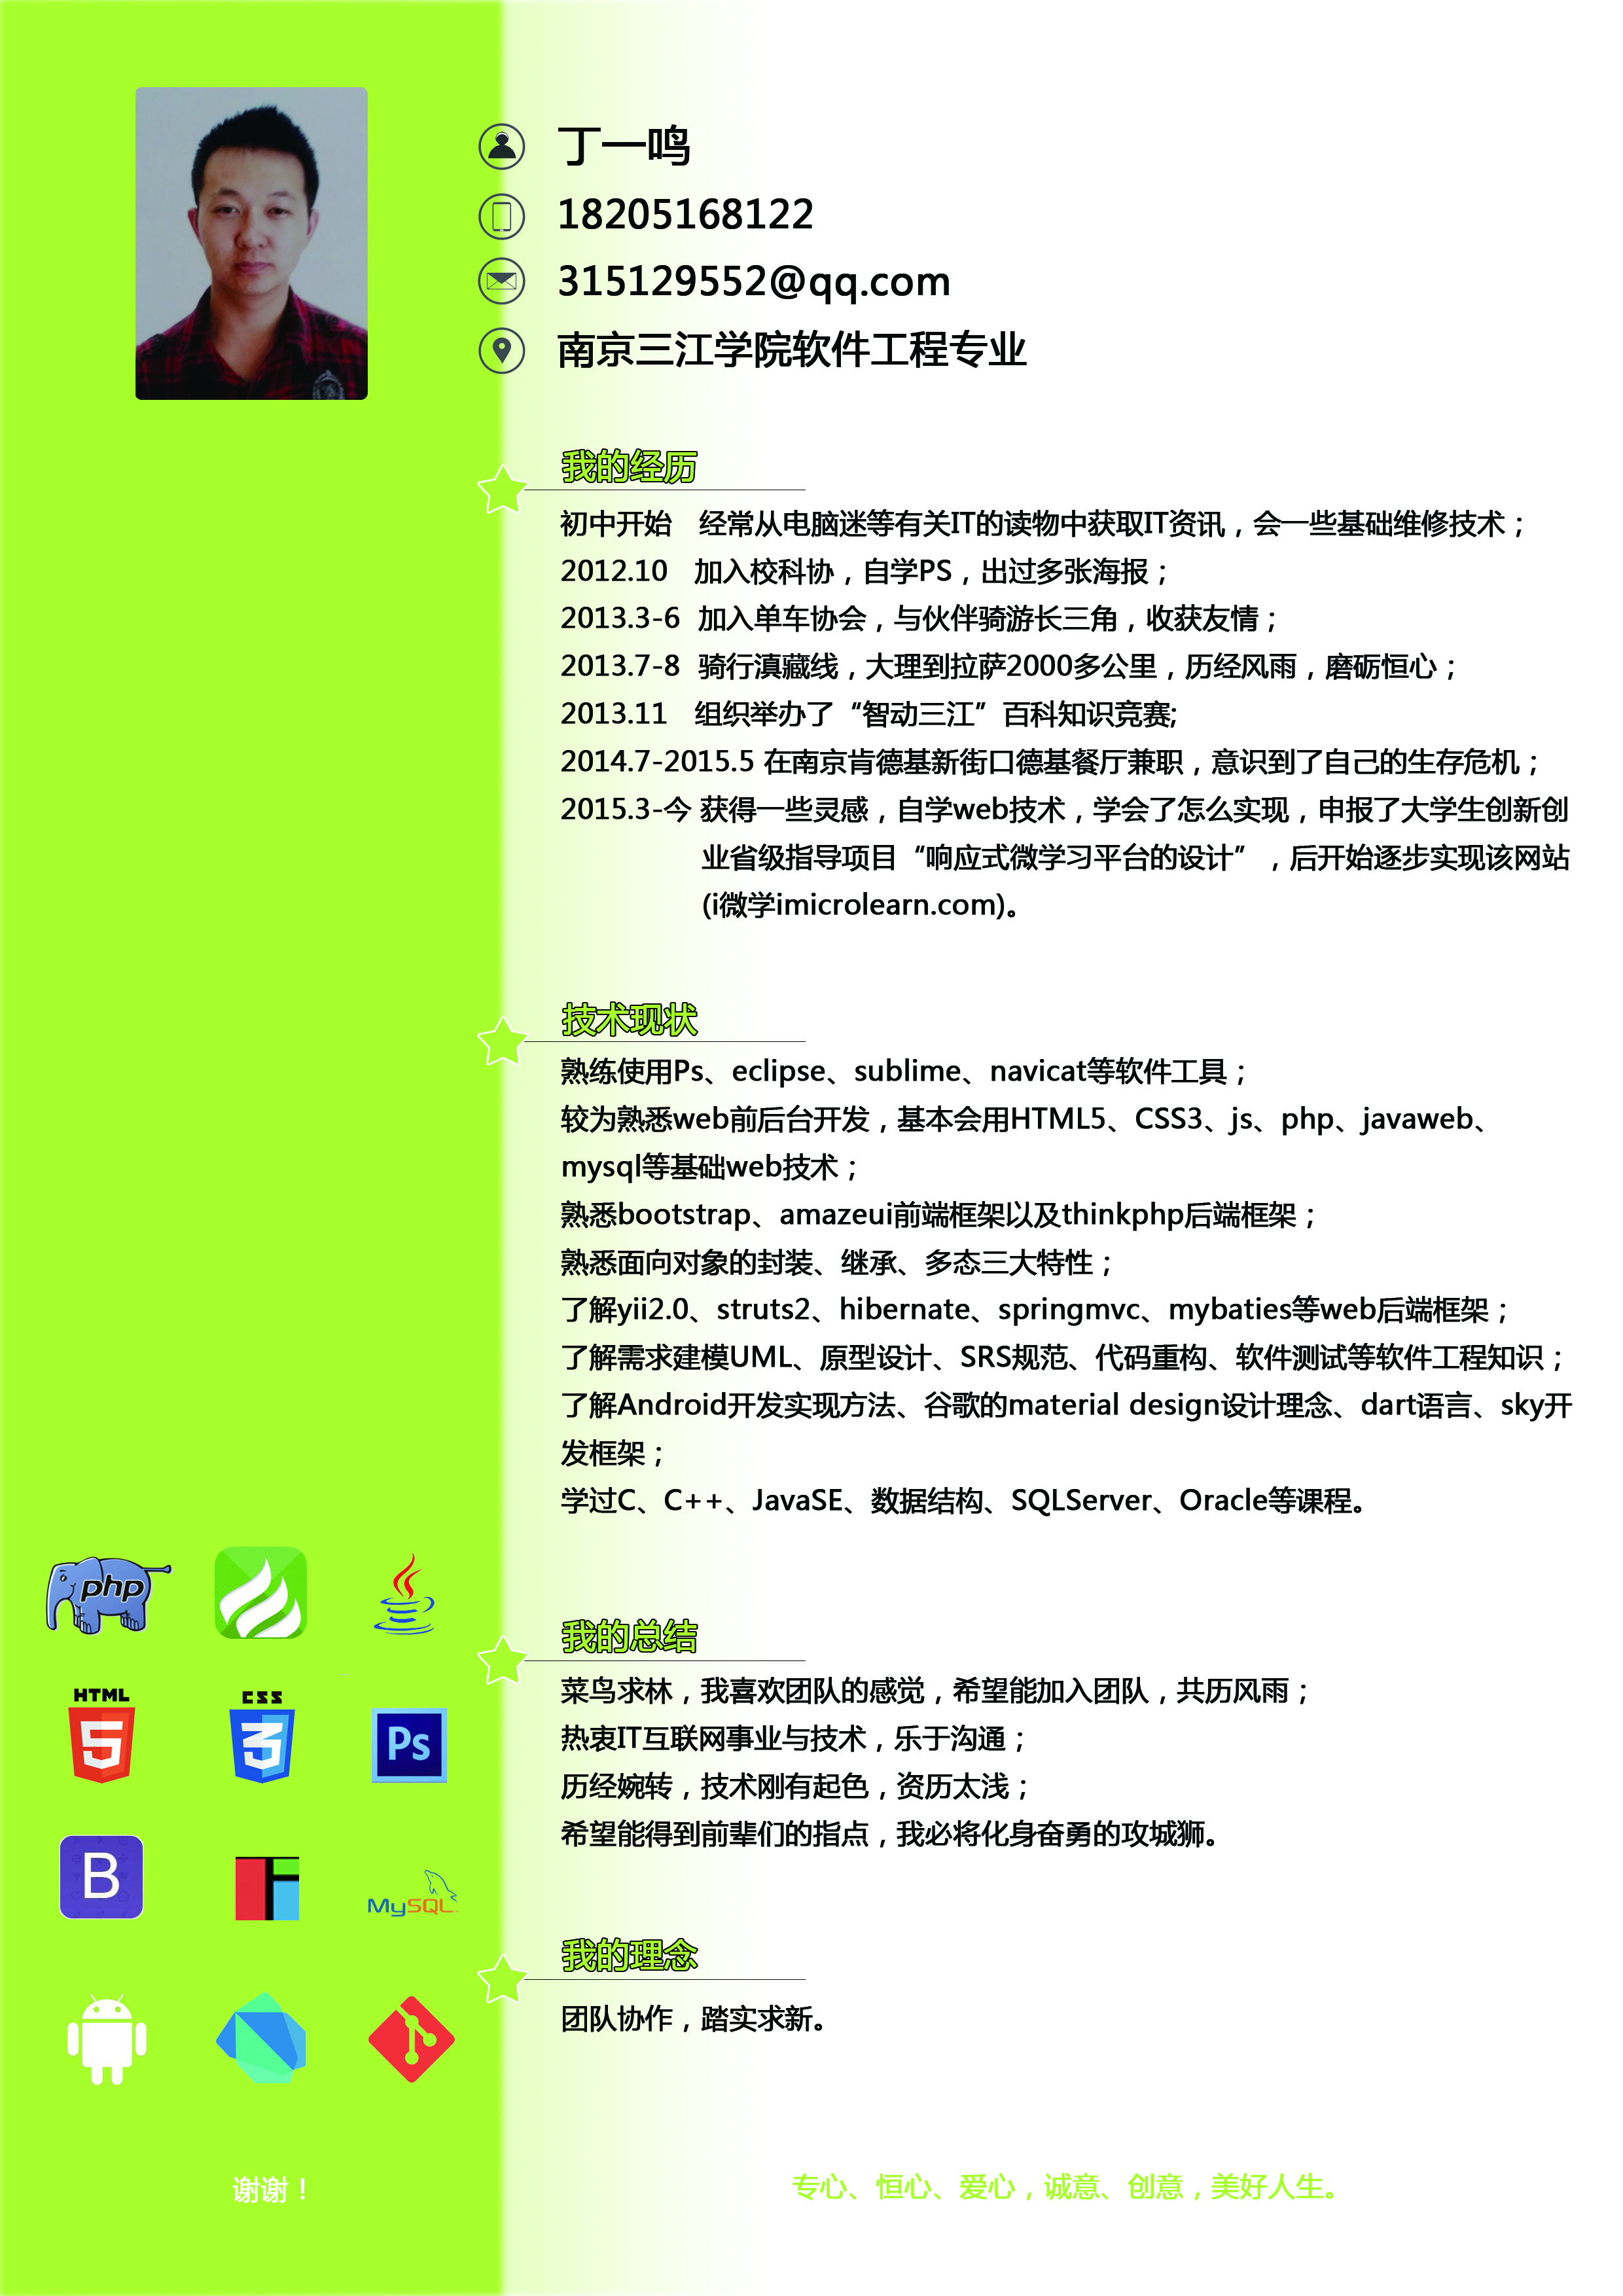 丁一鸣
18205168122
315129552@qq.com
南京三江学院软件工程专业
我的经历
初中开始 经常从电脑迷等有关IT的读物中获取IT资讯，会一些基础维修技术；
2012.10 加入校科协，自学PS，出过多张海报；
2013.3-6 加入单车协会，与伙伴骑游长三角，收获友情；
2013.7-8 骑行滇藏线，大理到拉萨2000多公里，历经风雨，磨砺恒心；
2013.11 组织举办了“智动三江”百科知识竞赛;
2014.7-2015.5 在南京肯德基新街口德基餐厅兼职，意识到了自己的生存危机；
2015.3-今 获得一些灵感，自学web技术，学会了怎么实现，申报了大学生创新创
业省级指导项目“响应式微学习平台的设计”，后开始逐步实现该网站
(i微学imicrolearn.com)。
技术现状
熟练使用Ps、eclipse、sublime、navicat等软件工具；
较为熟悉web前后台开发，基本会用HTML5、CSS3、js、php、javaweb、
mysql等基础web技术；
熟悉bootstrap、amazeui前端框架以及thinkphp后端框架；
熟悉面向对象的封装、继承、多态三大特性；
了解yii2.0、struts2、hibernate、springmvc、mybaties等web后端框架；
了解需求建模UML、原型设计、SRS规范、代码重构、软件测试等软件工程知识；
了解Android开发实现方法、谷歌的material design设计理念、dart语言、sky开
发框架；
学过C、C++、JavaSE、数据结构、SQLServer、Oracle等课程。
php
HTML
5
CSS
3
Ps
B
MySQL
我的总结
菜鸟求林，我喜欢团队的感觉，希望能加入团队，共历风雨；
热衷IT互联网事业与技术，乐于沟通；
历经婉转，技术刚有起色，资历太浅；
希望能得到前辈们的指点，我必将化身奋勇的攻城狮。
我的理念
团队协作，踏实求新。
谢谢！
专心、恒心、爱心，诚意、创意，美好人生。